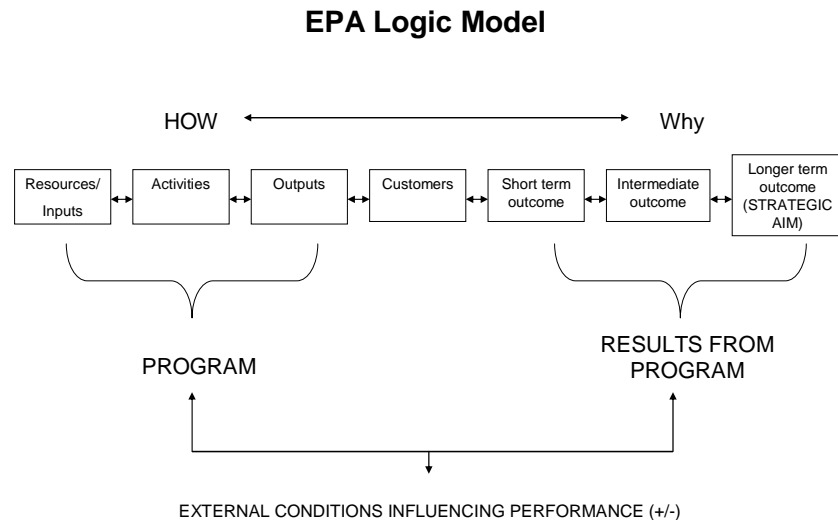 EPA Logic Model
HOW
Why
Resources/
Inputs
Activities
Outputs
Customers
Short term
outcome
Intermediate
outcome
Longer term
outcome
(STRATEGIC
AIM)
PROGRAM
RESULTS FROM
PROGRAM
EXTERNAL CONDITIONS INFLUENCING PERFORMANCE (+/-)